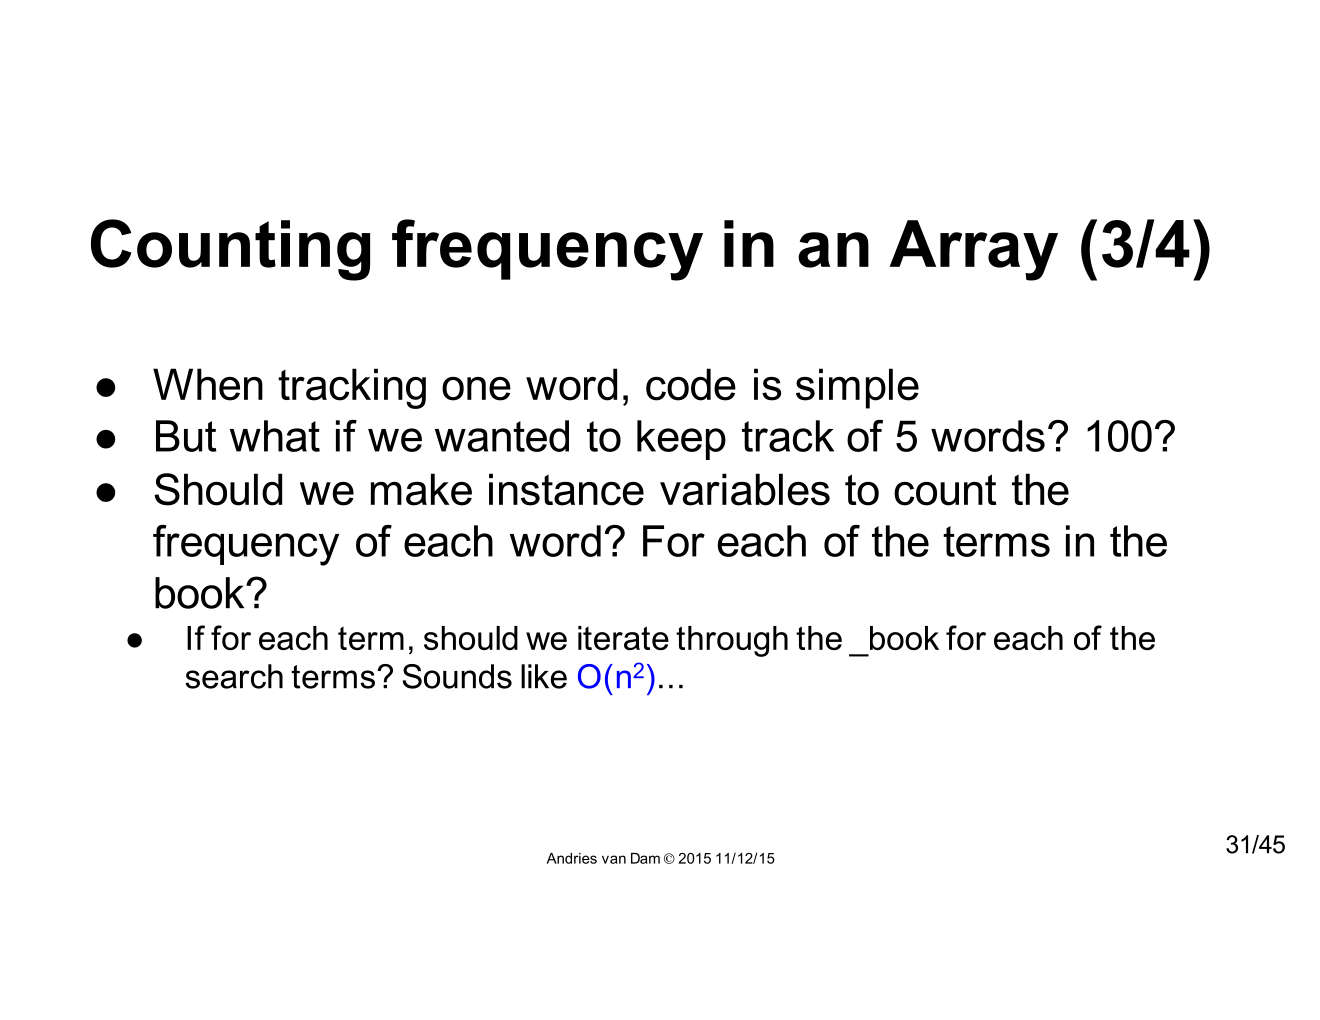 Counting frequency in an Array (3/4)
● When tracking one word, code is simple
● But what if we wanted to keep track of 5 words? 100?
● Should we make instance variables to count the
frequency of each word? For each of the terms in the
book?
● If for each term, should we iterate through the _book for each of the
search terms? Sounds like O(n²)...
31/45
Andries van Dam © 2015 11/12/15